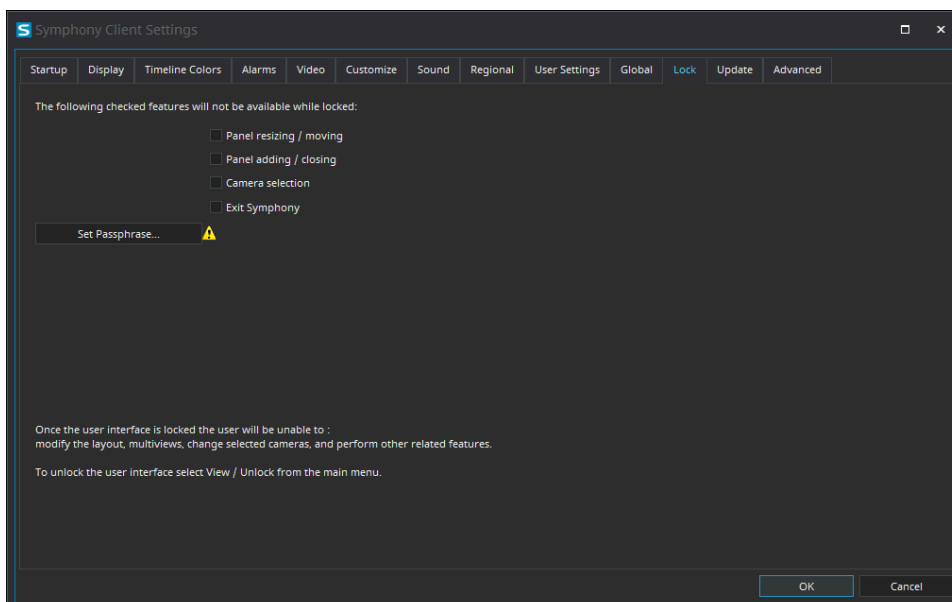 Symphony Client Settings
Startup Display Timeline Colors Alarms Video Customize Sound Regional User Settings Global Lock Update Advanced
The following checked features will not be available while locked:
Panel resizing / moving
Panel adding / closing
Camera selection
Exit Symphony
Set Passphrase...
Once the user interface is locked the user will be unable to :
modify the layout, multiviews, change selected cameras, and perform other related features.
To unlock the user interface select View / Unlock from the main menu.
OK Cancel